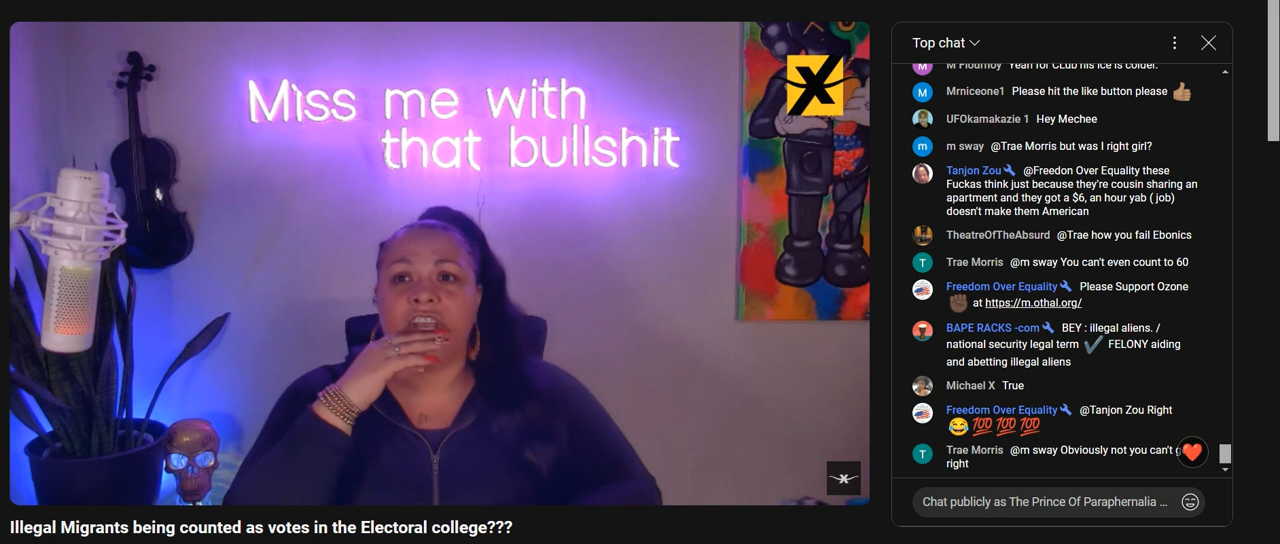 Miss me with
that bullshit
X
Illegal Migrants being counted as votes in the Electoral college???
Top chat
M M Flournoy Yeah for CLub his ice is colder.
M Mrniceone1 Please hit the like button please
UFOkamakazie 1 Hey Mechee
m m sway @Trae Morris but was I right girl?
Tanjon Zou @Freedon Over Equality these
Fuckas think just because they're cousin sharing an
apartment and they got a $6, an hour yab ( job)
doesn't make them American
TheatreOfTheAbsurd @Trae how you fail Ebonics
T Trae Morris @m sway You can't even count to 60
Freedom Over Equality Please Support Ozone
at https://m.othal.org/
BAPE RACKS -com BEY : illegal aliens. /
national security legal term ✔ FELONY aiding
and abetting illegal aliens
Michael X True
Freedom Over Equality @Tanjon Zou Right
😂💯💯💯
T Trae Morris @m sway Obviously not you can't
right
Chat publicly as The Prince Of Paraphernalia ...